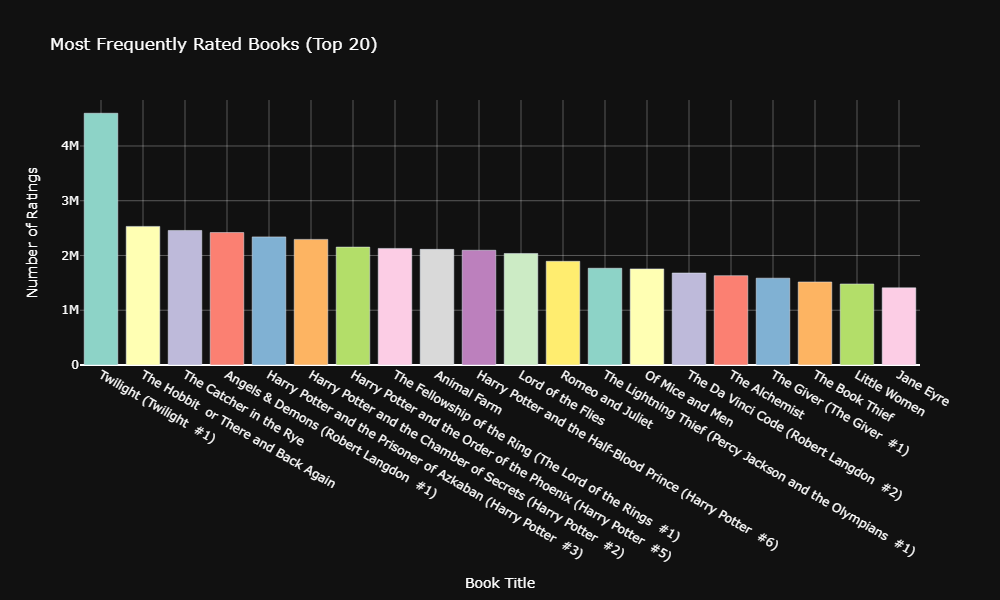 Most Frequently Rated Books (Top 20)
Number of Ratings
4M
3M
2M
1M
0
Twilight (Twilight  #1)
The Hobbit  or There and Back Again
The Catcher in the Rye
Angels & Demons (Robert Langdon  #1)
Harry Potter and the Prisoner of Azkaban (Harry Potter  #3)
Harry Potter and the Chamber of Secrets (Harry Potter  #2)
Harry Potter and the Order of the Phoenix (Harry Potter  #5)
The Fellowship of the Ring (The Lord of the Rings  #1)
Animal Farm
Harry Potter and the Half-Blood Prince (Harry Potter  #6)
Lord of the Flies
Romeo and Juliet
The Lightning Thief (Percy Jackson and the Olympians  #1)
Of Mice and Men
The Da Vinci Code (Robert Langdon  #2)
The Alchemist
The Giver (The Giver  #1)
The Book Thief
Little Women
Jane Eyre
Book Title